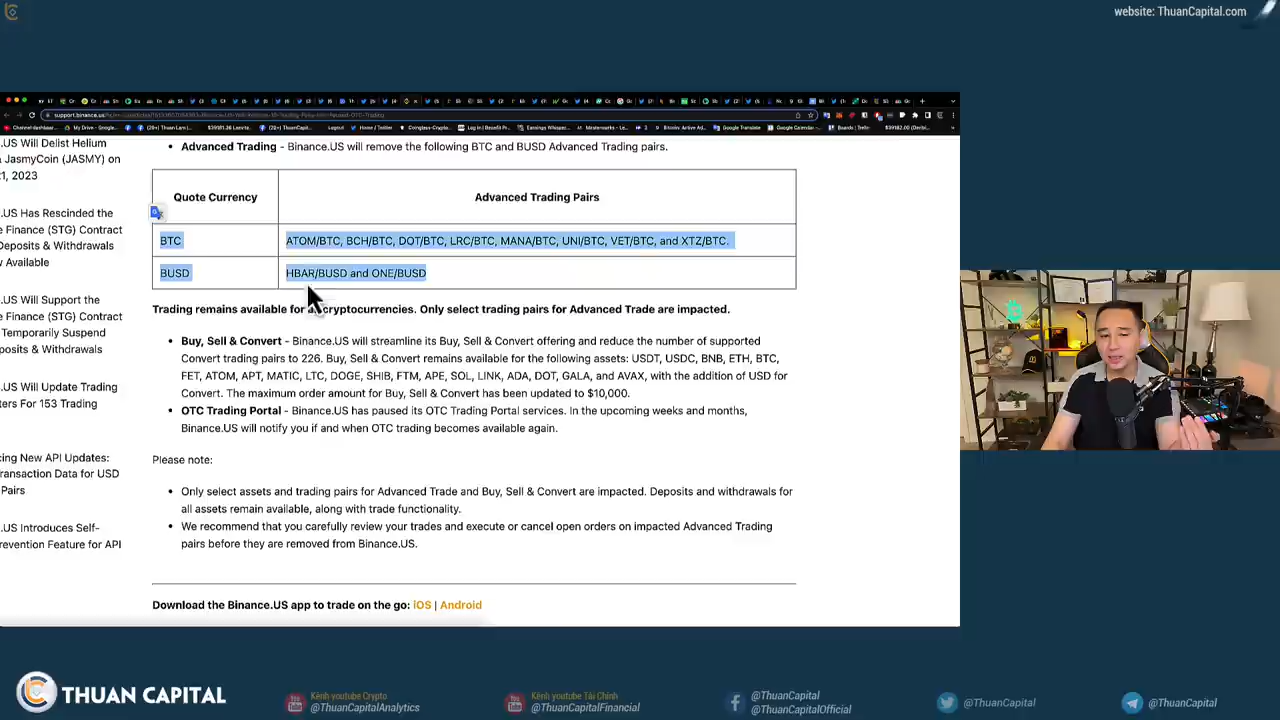 website: ThuanCapital.com
.US Will Delist Helium
JasmyCoin (JASMY) on
21, 2023
.US Has Rescinded the
e Finance (STG) Contract
Deposits & Withdrawals
w Available
.US Will Support the
e Finance (STG) Contract
Temporarily Suspend
posits & Withdrawals
.US Will Update Trading
ters For 153 Trading
cing New API Updates:
ransaction Data for USD
Pairs
.US Introduces Self-
revention Feature for API
• Advanced Trading - Binance.US will remove the following BTC and BUSD Advanced Trading pairs.
Quote Currency Advanced Trading Pairs
BTC ATOM/BTC, BCH/BTC, DOT/BTC, LRC/BTC, MANA/BTC, UNI/BTC, VET/BTC, and XTZ/BTC.
BUSD HBAR/BUSD and ONE/BUSD
Trading remains available for cryptocurrencies. Only select trading pairs for Advanced Trade are impacted.
• Buy, Sell & Convert - Binance.US will streamline its Buy, Sell & Convert offering and reduce the number of supported
Convert trading pairs to 226. Buy, Sell & Convert remains available for the following assets: USDT, USDC, BNB, ETH, BTC,
FET, ATOM, APT, MATIC, LTC, DOGE, SHIB, FTM, APE, SOL, LINK, ADA, DOT, GALA, and AVAX, with the addition of USD for
Convert. The maximum order amount for Buy, Sell & Convert has been updated to $10,000.
• OTC Trading Portal - Binance.US has paused its OTC Trading Portal services. In the upcoming weeks and months,
Binance.US will notify you if and when OTC trading becomes available again.
Please note:
• Only select assets and trading pairs for Advanced Trade and Buy, Sell & Convert are impacted. Deposits and withdrawals for
all assets remain available, along with trade functionality.
• We recommend that you carefully review your trades and execute or cancel open orders on impacted Advanced Trading
pairs before they are removed from Binance.US.
Download the Binance.US app to trade on the go: iOS | Android
THUAN CAPITAL
Kênh youtube Crypto
@ThuanCapitalAnalytics
Kênh youtube Tài Chính
@ThuanCapitalFinancial
@ThuanCapital
@ThuanCapitalOfficial
@ThuanCapital
@ThuanCapital